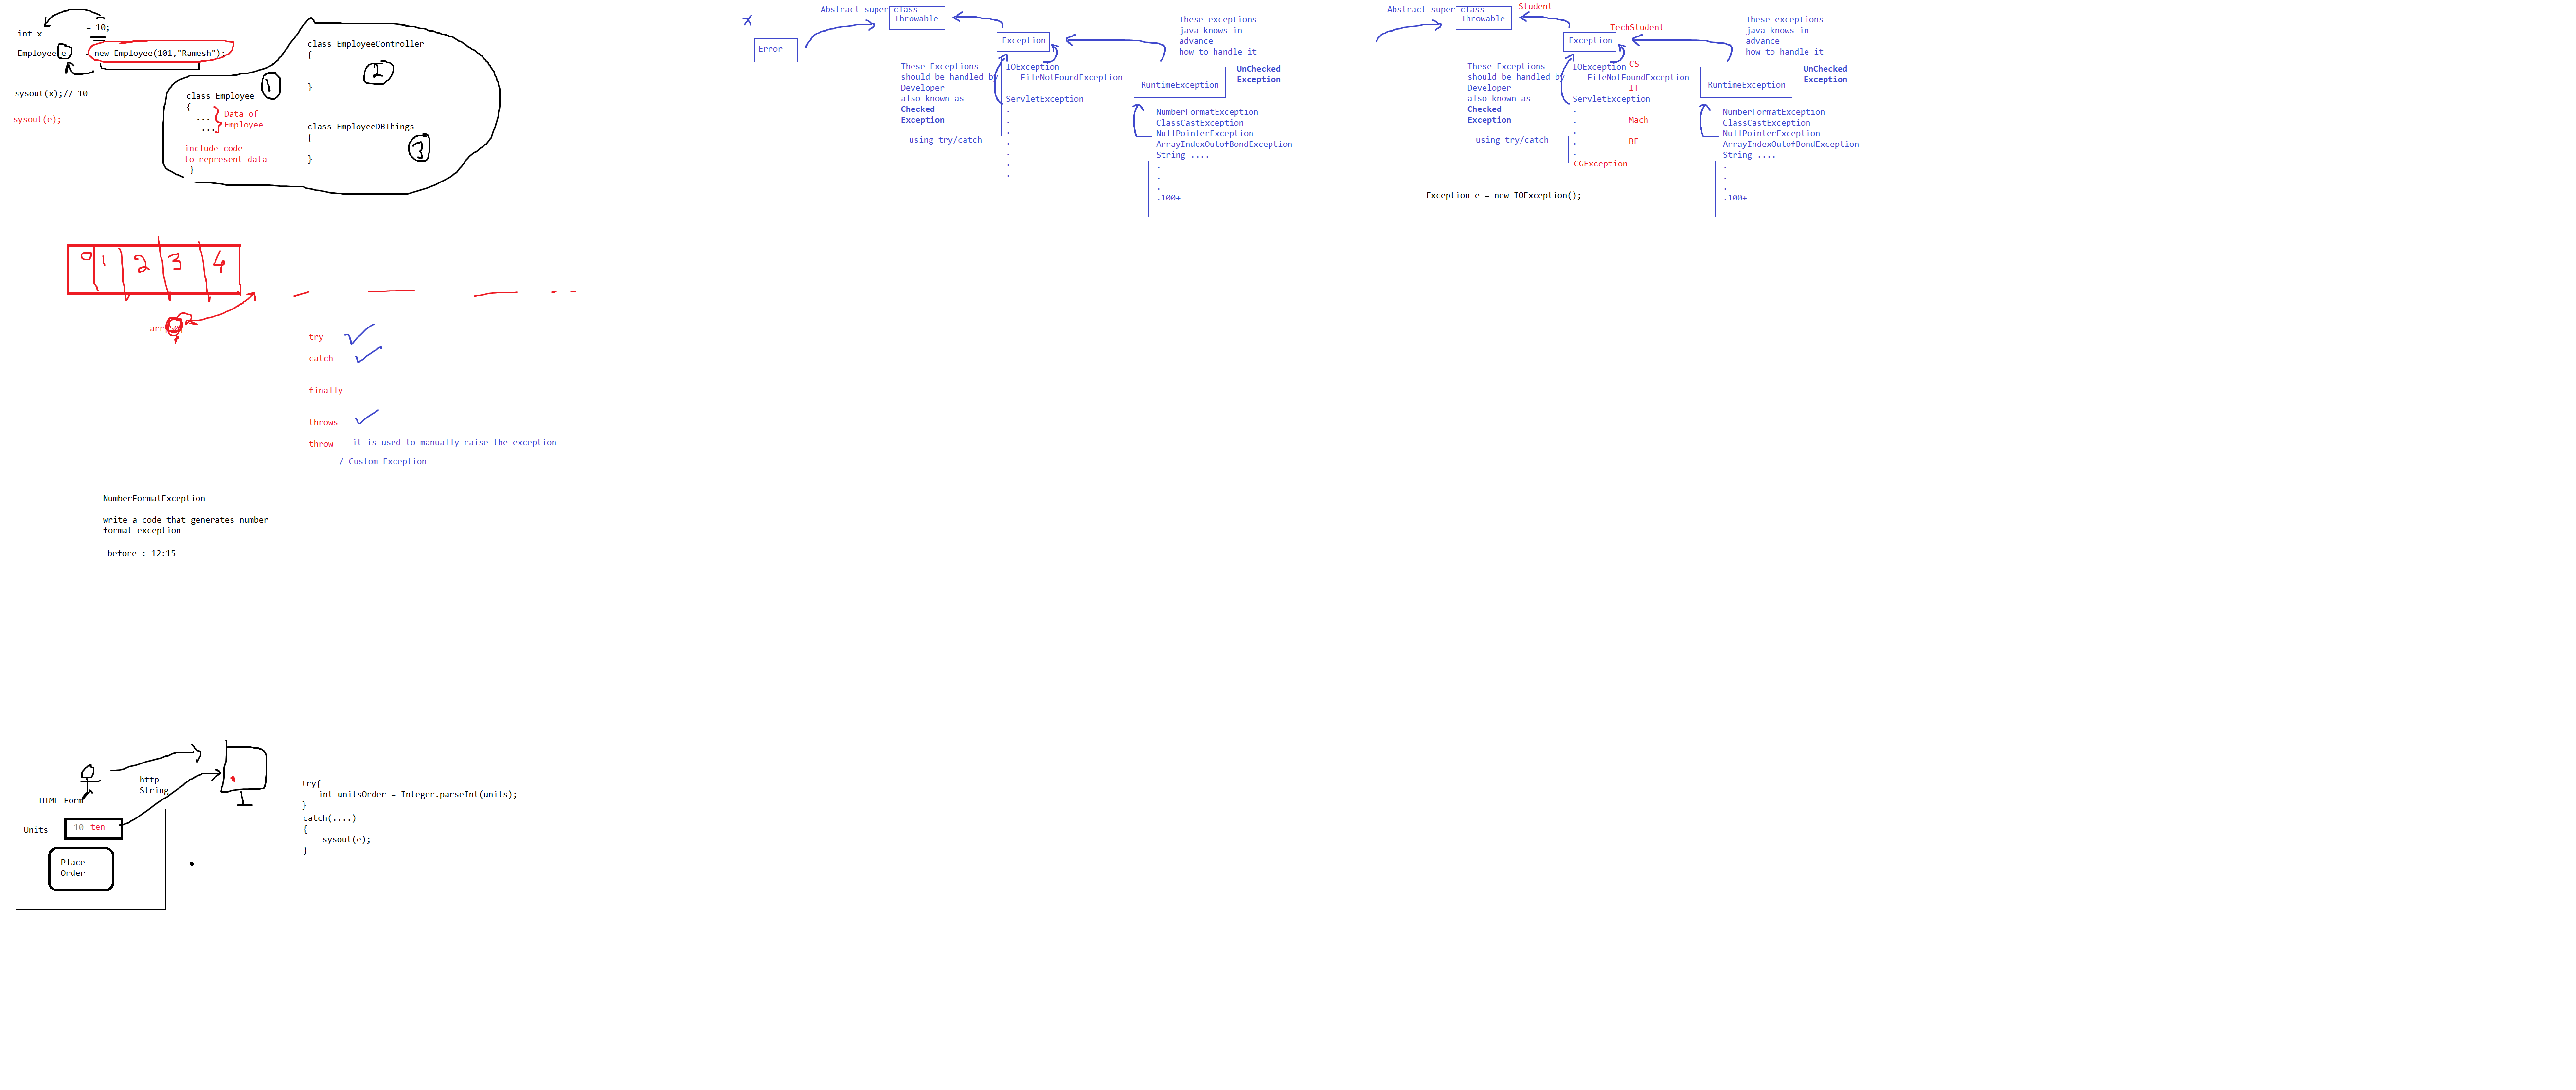 int x = 10;
Employee e = new Employee(101,"Ramesh");
sysout(x);// 10
sysout(e);
1
class Employee
{
...
...
Data of
Employee
include code
to represent data
}
class EmployeeController
{
2
}
class EmployeeDBThings
{
3
}
x
Error
Abstract super class
Throwable
Exception
These exceptions
java knows in
advance
how to handle it
These Exceptions
should be handled by
Developer
also known as
Checked
Exception
using try/catch
IOException
FileNotFoundException
ServletException
.
.
.
.
.
.
.
RuntimeException
UnChecked
Exception
NumberFormatException
ClassCastException
NullPointerException
ArrayIndexOutofBondException
String ....
.
.
.
.100+
Abstract super class
Throwable
Student
TechStudent
Exception
These exceptions
java knows in
advance
how to handle it
These Exceptions
should be handled by
Developer
also known as
Checked
Exception
using try/catch
IOException
CS
FileNotFoundException
IT
ServletException
.
.
Mach
.
.
BE
.
CGException
RuntimeException
UnChecked
Exception
NumberFormatException
ClassCastException
NullPointerException
ArrayIndexOutofBondException
String ....
.
.
.
.100+
Exception e = new IOException();
0 1 2 3 4
arr[50]
try
catch
finally
throws
throw it is used to manually raise the exception
/ Custom Exception
NumberFormatException
write a code that generates number
format exception
before : 12:15
http
String
HTML Form
Units 10 ten
Place
Order
try{
int unitsOrder = Integer.parseInt(units);
}
catch(....)
{
sysout(e);
}